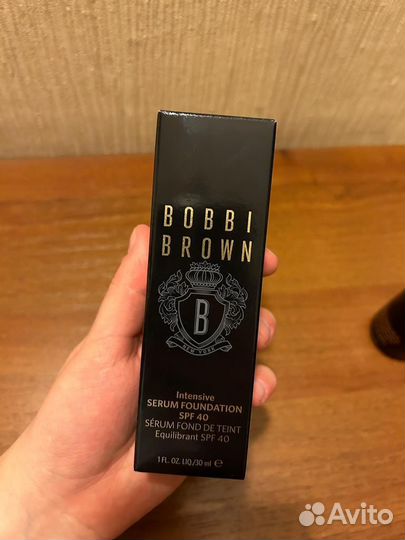 BOBBI
BROWN
B
NEW YORK
Intensive
SERUM FOUNDATION
SPF 40
SÉRUM FOND DE TEINT
Equilibrant SPF 40
1 FL. OZ. LIQ./30 ml e
Avito